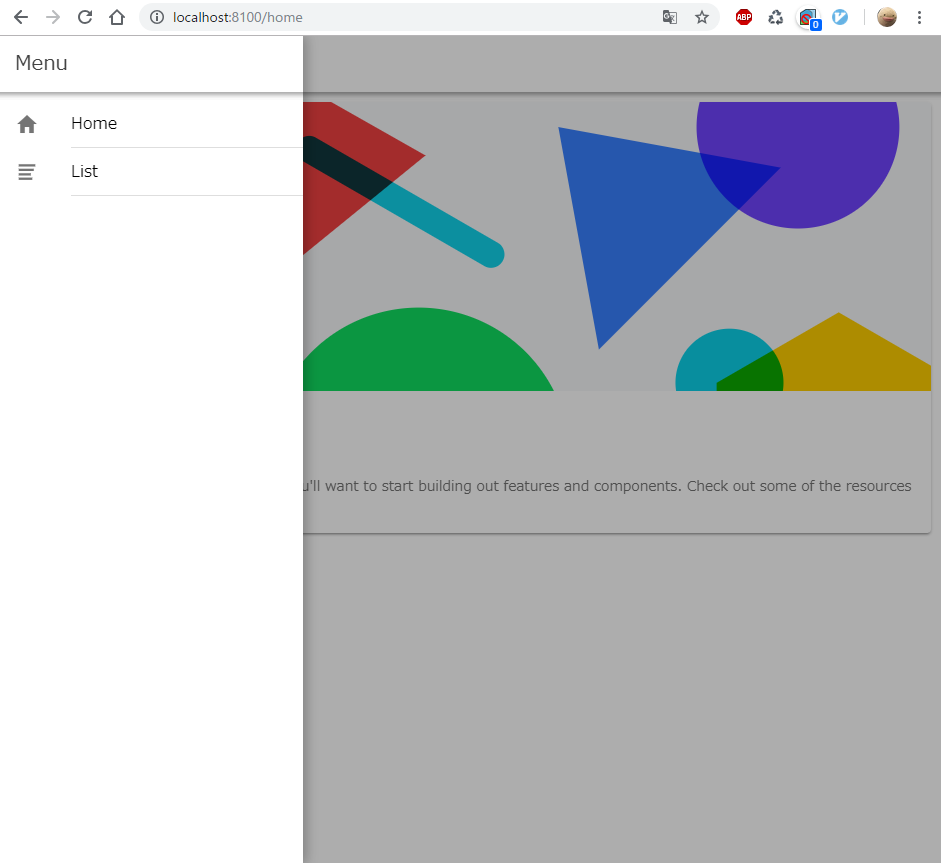 localhost:8100/home
ABP
0
Menu
Home
List
u'll want to start building out features and components. Check out some of the resources